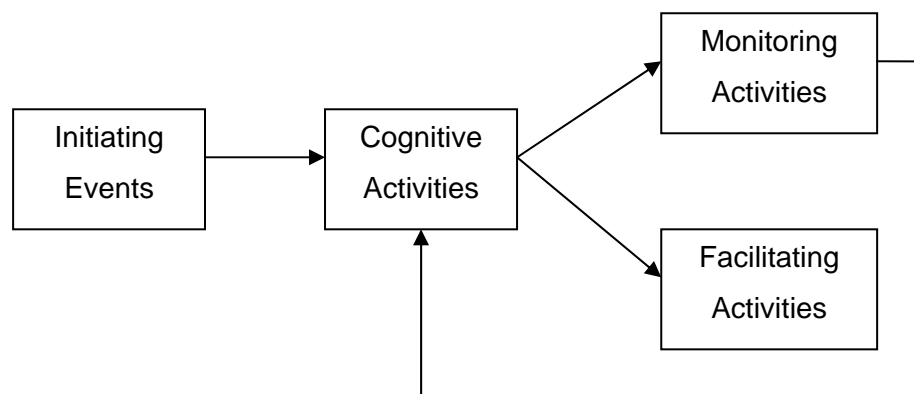 Initiating
Events
Cognitive
Activities
Monitoring
Activities
Facilitating
Activities